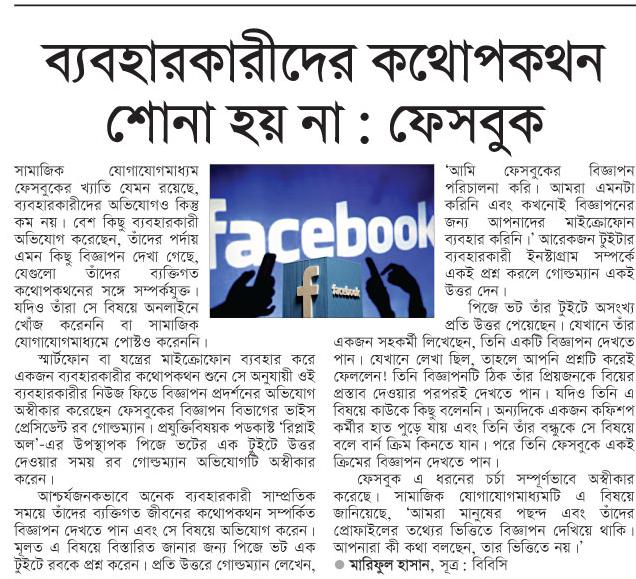 ব্যবহারকারীদের কথোপকথন
শোনা হয় না : ফেসবুক
সামাজিক যোগাযোগমাধ্যম
ফেসবুকের খ্যাতি যেমন রয়েছে,
ব্যবহারকারীদের অভিযোগও কিন্তু
কম নয়। বেশ কিছু ব্যবহারকারী
অভিযোগ করেছেন, তাঁদের পর্দায়
এমন কিছু বিজ্ঞাপন দেখা গেছে,
যেগুলো তাঁদের ব্যক্তিগত
কথোপকথনের সঙ্গে সম্পর্কযুক্ত।
যদিও তাঁরা সে বিষয়ে অনলাইনে
খোঁজ করেননি বা সামাজিক
যোগাযোগমাধ্যমে পোস্টও করেননি।
স্মার্টফোন বা যন্ত্রের মাইক্রোফোন ব্যবহার করে
একজন ব্যবহারকারীর কথোপকথন শুনে সে অনুযায়ী ওই
ব্যবহারকারীর নিউজ ফিডে বিজ্ঞাপন প্রদর্শনের অভিযোগ
অস্বীকার করেছেন ফেসবুকের বিজ্ঞাপন বিভাগের ভাইস
প্রেসিডেন্ট রব গোল্ডম্যান। প্রযুক্তিবিষয়ক পডকাস্ট ‘রিপ্লাই
অল’-এর উপস্থাপক পিজে ভটের এক টুইটে উত্তর
দেওয়ার সময় রব গোল্ডম্যান অভিযোগটি অস্বীকার
করেন।
আশ্চর্যজনকভাবে অনেক ব্যবহারকারী সাম্প্রতিক
সময়ে তাঁদের ব্যক্তিগত জীবনের কথোপকথন সম্পর্কিত
বিজ্ঞাপন দেখতে পান এবং সে বিষয়ে অভিযোগ করেন।
মূলত এ বিষয়ে বিস্তারিত জানার জন্য পিজে ভট এক
টুইটে রবকে প্রশ্ন করেন। প্রতি উত্তরে গোল্ডম্যান লেখেন,
facebook
f
facebook
‘আমি ফেসবুকের বিজ্ঞাপন
পরিচালনা করি। আমরা এমনটা
করিনি এবং কখনোই বিজ্ঞাপনের
জন্য আপনাদের মাইক্রোফোন
ব্যবহার করিনি।’ আরেকজন টুইটার
ব্যবহারকারী ইনস্টাগ্রাম সম্পর্কে
একই প্রশ্ন করলে গোল্ডম্যান একই
উত্তর দেন।
পিজে ভট তাঁর টুইটে অসংখ্য
প্রতি উত্তর পেয়েছেন। যেখানে তাঁর
একজন সহকর্মী লিখেছেন, তিনি একটি বিজ্ঞাপন দেখতে
পান। যেখানে লেখা ছিল, তাহলে আপনি প্রশ্নটি করেই
ফেললেন! তিনি বিজ্ঞাপনটি ঠিক তাঁর প্রিয়জনকে বিয়ের
প্রস্তাব দেওয়ার পরপরই দেখতে পান। যদিও তিনি এ
বিষয়ে কাউকে কিছু বলেননি। অন্যদিকে একজন কফিশপ
কর্মীর হাত পুড়ে যায় এবং তিনি তাঁর বন্ধুকে সে বিষয়ে
বলে বার্ন ক্রিম কিনতে যান। পরে তিনি ফেসবুকে একই
ক্রিমের বিজ্ঞাপন দেখতে পান।
ফেসবুক এ ধরনের চর্চা সম্পূর্ণভাবে অস্বীকার
করেছে। সামাজিক যোগাযোগমাধ্যমটি এ বিষয়ে
জানিয়েছে, ‘আমরা মানুষের পছন্দ এবং তাঁদের
প্রোফাইলের তথ্যের ভিত্তিতে বিজ্ঞাপন দেখিয়ে থাকি।
আপনারা কী কথা বলছেন, তার ভিত্তিতে নয়।’
● মারিফুল হাসান, সূত্র : বিবিসি